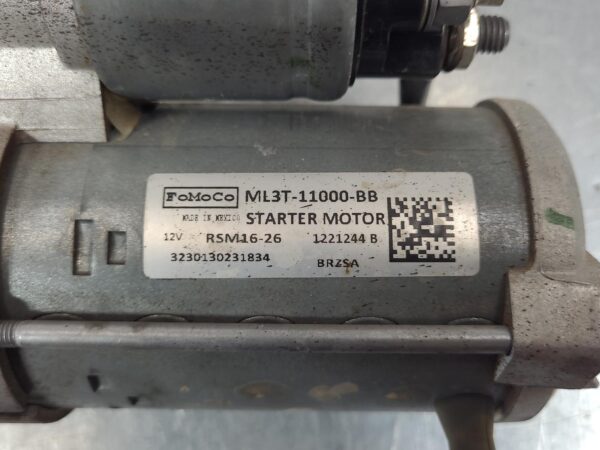 FoMoCo ML3T-11000-BB
MADE IN MEXICO STARTER MOTOR
12V RSM16-26 1221244 B
3230130231834 BRZSA